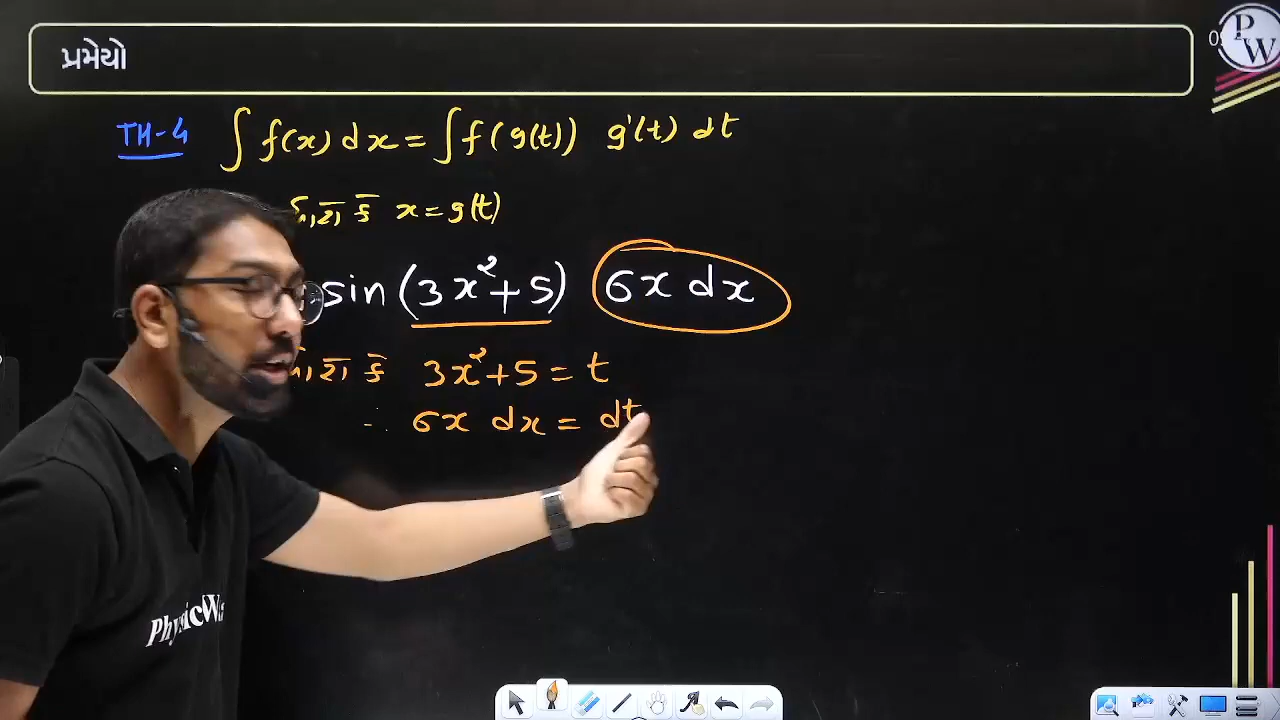 પ્રમેયો
PW
TH-4 ∫ f(x) dx = ∫ f(g(t)) g'(t) dt
x = g(t)
sin (3x²+5) 6x dx
3x²+5 = t
∴ 6x dx = dt